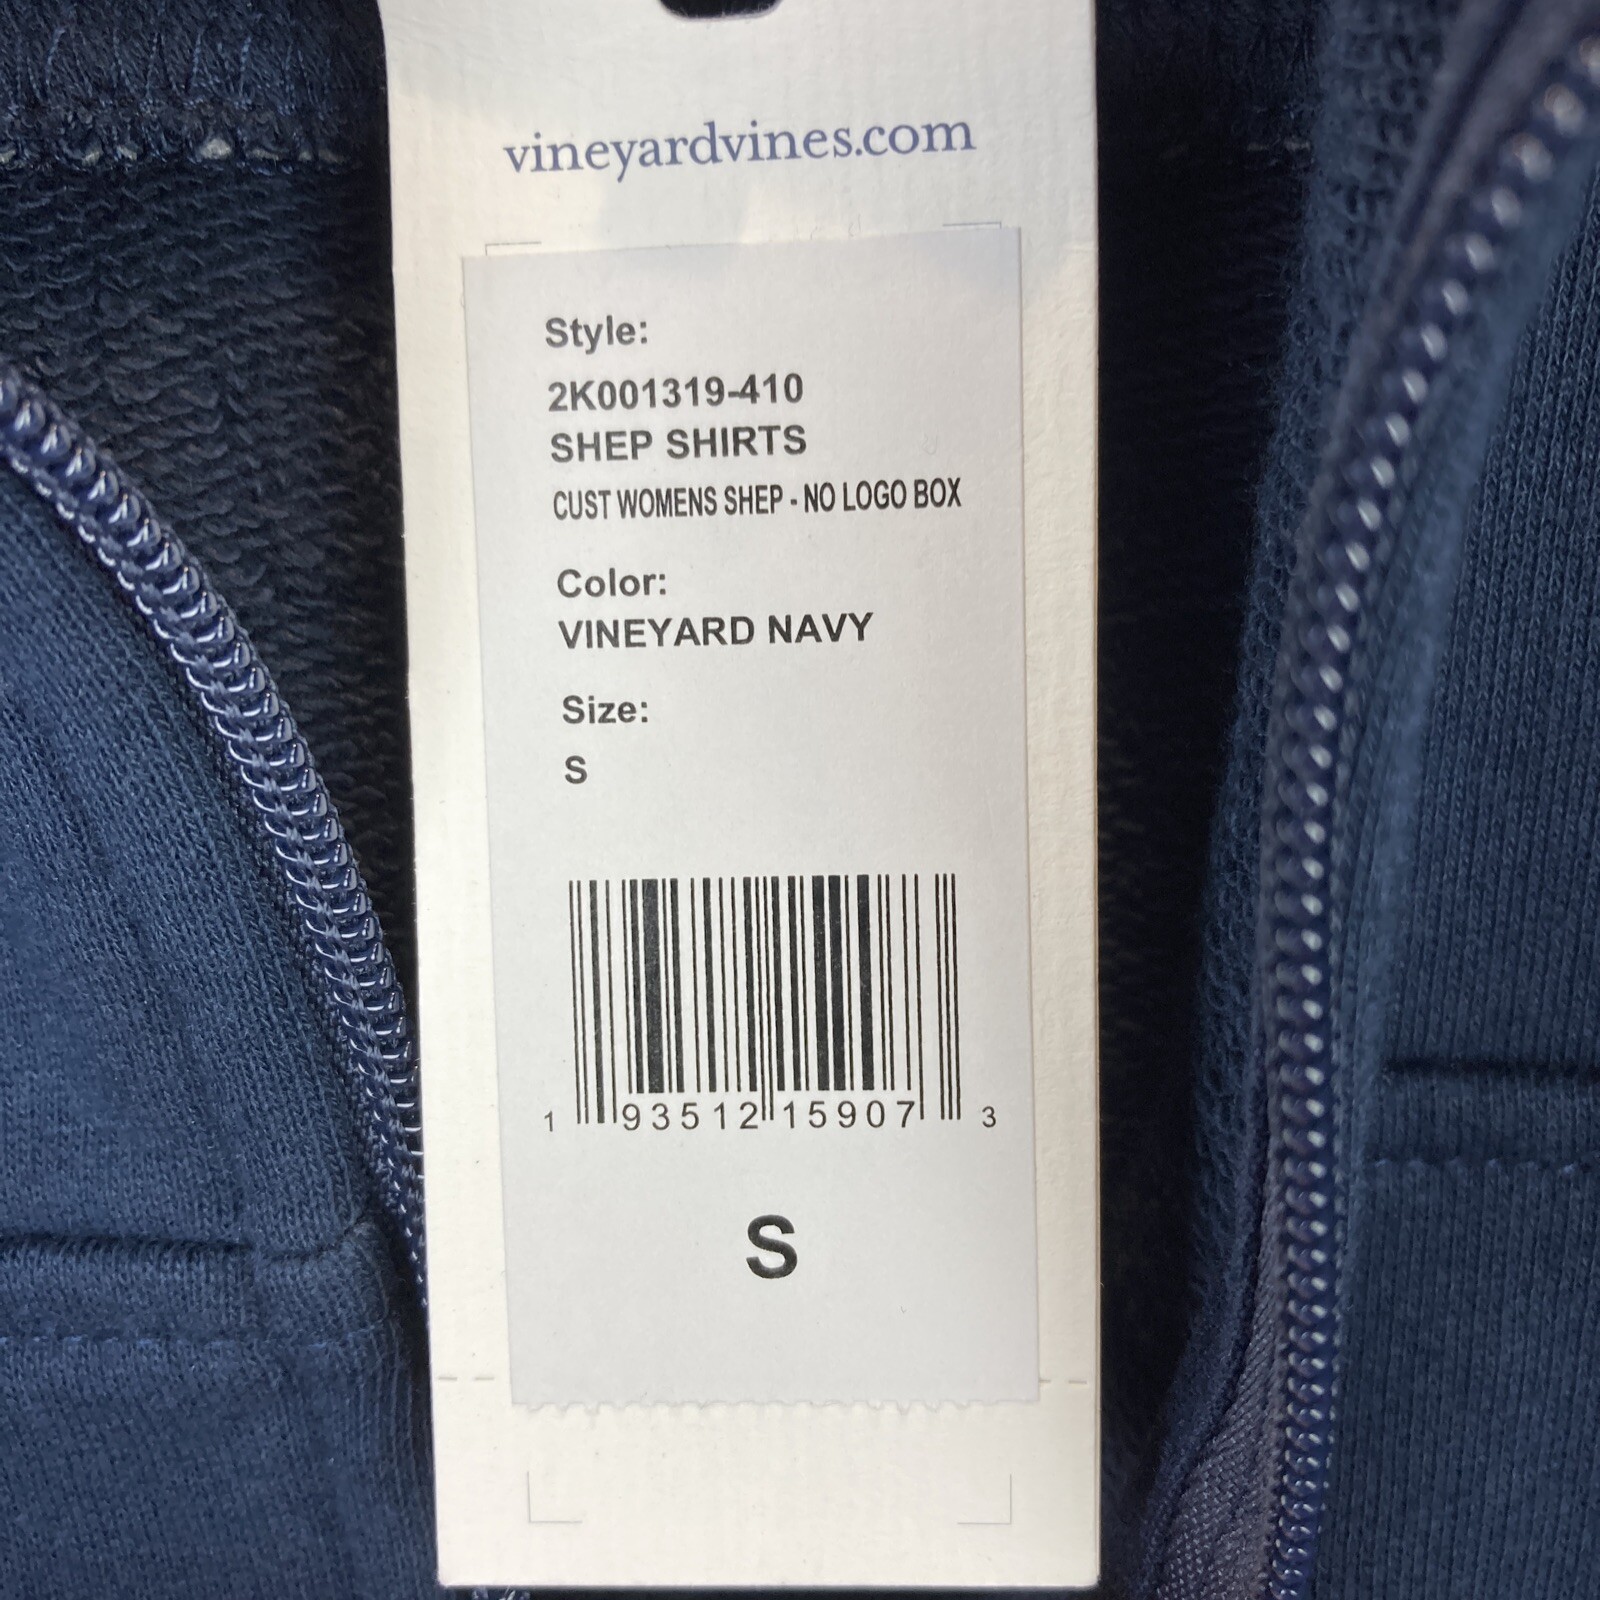 vineyardvines.com
Style:
2K001319-410
SHEP SHIRTS
CUST WOMENS SHEP - NO LOGO BOX
Color:
VINEYARD NAVY
Size:
S
1 93512 15907 3
S